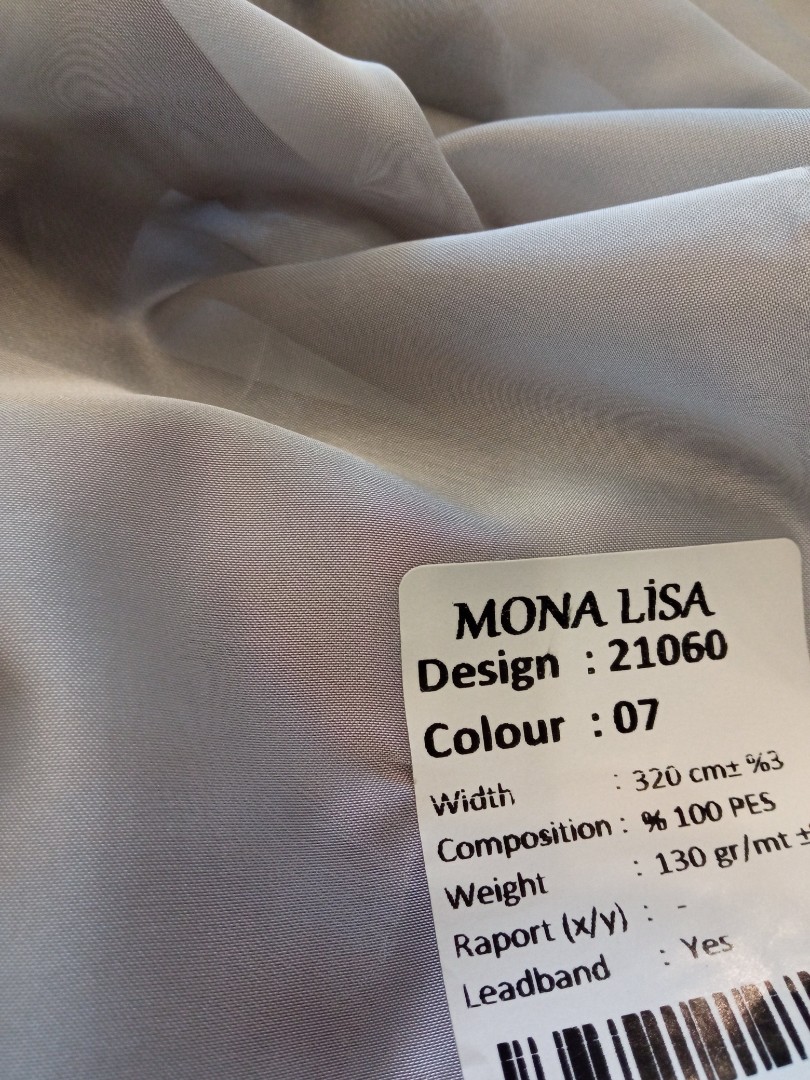 MONA LİSA
Design : 21060
Colour : 07
Width : 320 cm± %3
Composition : % 100 PES
Weight : 130 gr/mt ±
Raport (x/y) : -
Leadband : Yes